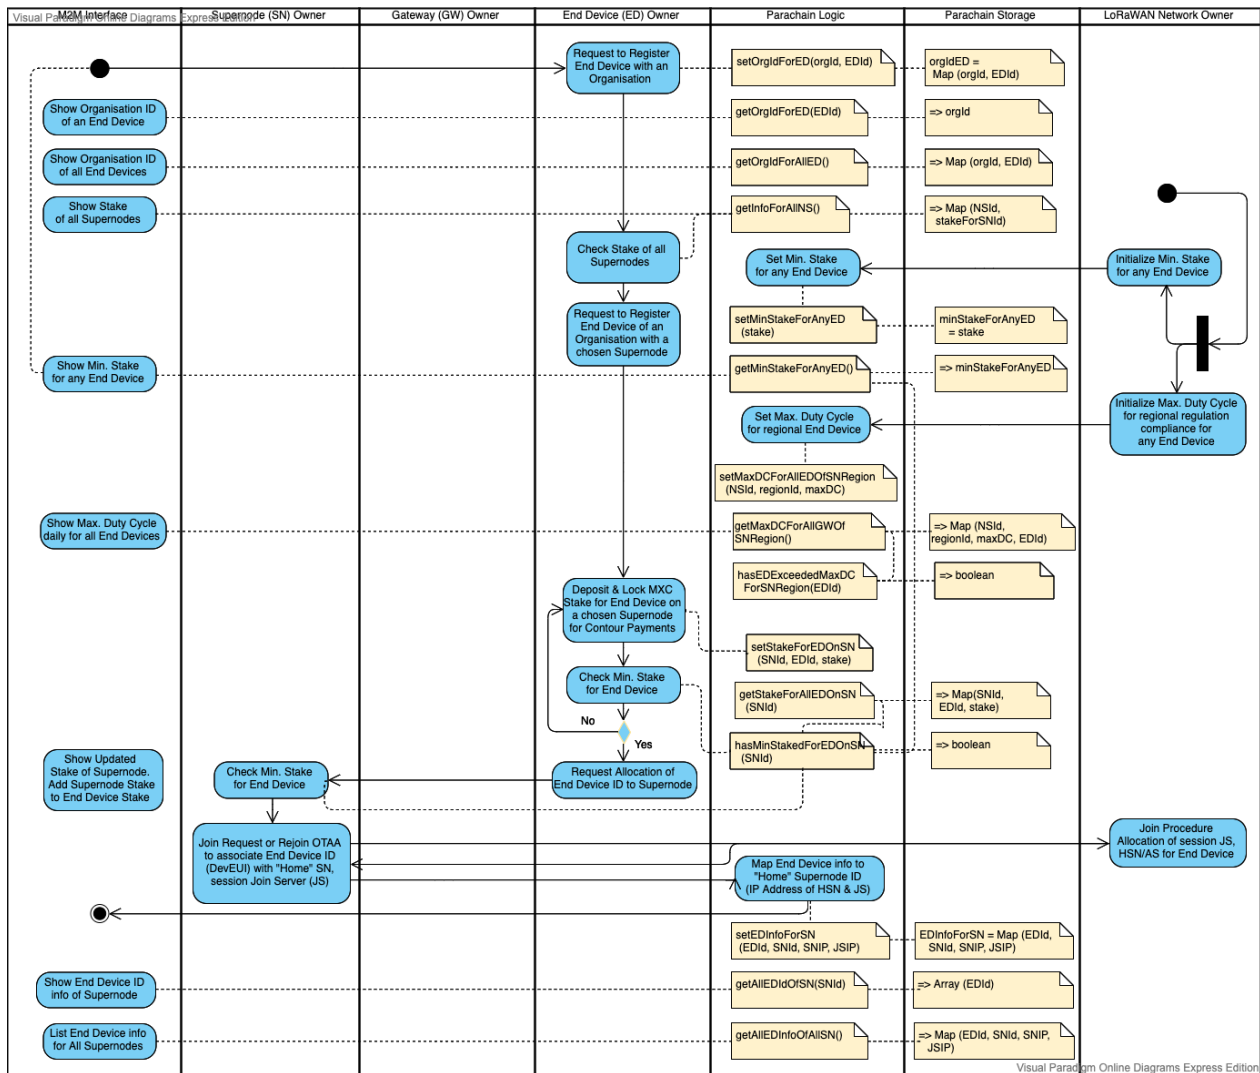 Visual Paradigm Online Diagrams Express Edition
M2M Interface
Supernode (SN) Owner
Gateway (GW) Owner
End Device (ED) Owner
Parachain Logic
Parachain Storage
LoRaWAN Network Owner
Request to Register
End Device with an
Organisation
setOrgIdForED(orgId, EDId)
orgIdED =
Map (orgId, EDId)
Show Organisation ID
of an End Device
getOrgIdForED(EDId)
=> orgId
Show Organisation ID
of all End Devices
getOrgIdForAllED()
=> Map (orgId, EDId)
Show Stake
of all Supernodes
getInfoForAllNS()
=> Map (NSId,
stakeForSNId)
Check Stake of all
Supernodes
Set Min. Stake
for any End Device
Initialize Min. Stake
for any End Device
Request to Register
End Device of an
Organisation with a
chosen Supernode
setMinStakeForAnyED
(stake)
minStakeForAnyED
= stake
Show Min. Stake
for any End Device
getMinStakeForAnyED()
=> minStakeForAnyED
Set Max. Duty Cycle
for regional End Device
Initialize Max. Duty Cycle
for regional regulation
compliance for
any End Device
setMaxDCForAllEDOfSNRegion
(NSId, regionId, maxDC)
Show Max. Duty Cycle
daily for all End Devices
getMaxDCForAllGWOf
SNRegion()
=> Map (NSId,
regionId, maxDC, EDId)
hasEDExceededMaxDC
ForSNRegion(EDId)
=> boolean
Deposit & Lock MXC
Stake for End Device on
a chosen Supernode
for Contour Payments
setStakeForEDOnSN
(SNId, EDId, stake)
Check Min. Stake
for End Device
getStakeForAllEDOnSN
(SNId)
=> Map(SNId,
EDId, stake)
No
Yes
hasMinStakedForEDOnSN
(SNId)
=> boolean
Show Updated
Stake of Supernode.
Add Supernode Stake
to End Device Stake
Check Min. Stake
for End Device
Request Allocation of
End Device ID to Supernode
Join Request or Rejoin OTAA
to associate End Device ID
(DevEUI) with "Home" SN,
session Join Server (JS)
Join Procedure
Allocation of session JS,
HSN/AS for End Device
Map End Device info to
"Home" Supernode ID
(IP Address of HSN & JS)
setEDInfoForSN
(EDId, SNId, SNIP, JSIP)
EDInfoForSN = Map (EDId,
SNId, SNIP, JSIP)
Show End Device ID
info of Supernode
getAllEDIdOfSN(SNId)
=> Array (EDId)
List End Device info
for All Supernodes
getAllEDInfoOfAllSN()
=> Map (EDId, SNId, SNIP,
JSIP)
Visual Paradigm Online Diagrams Express Edition